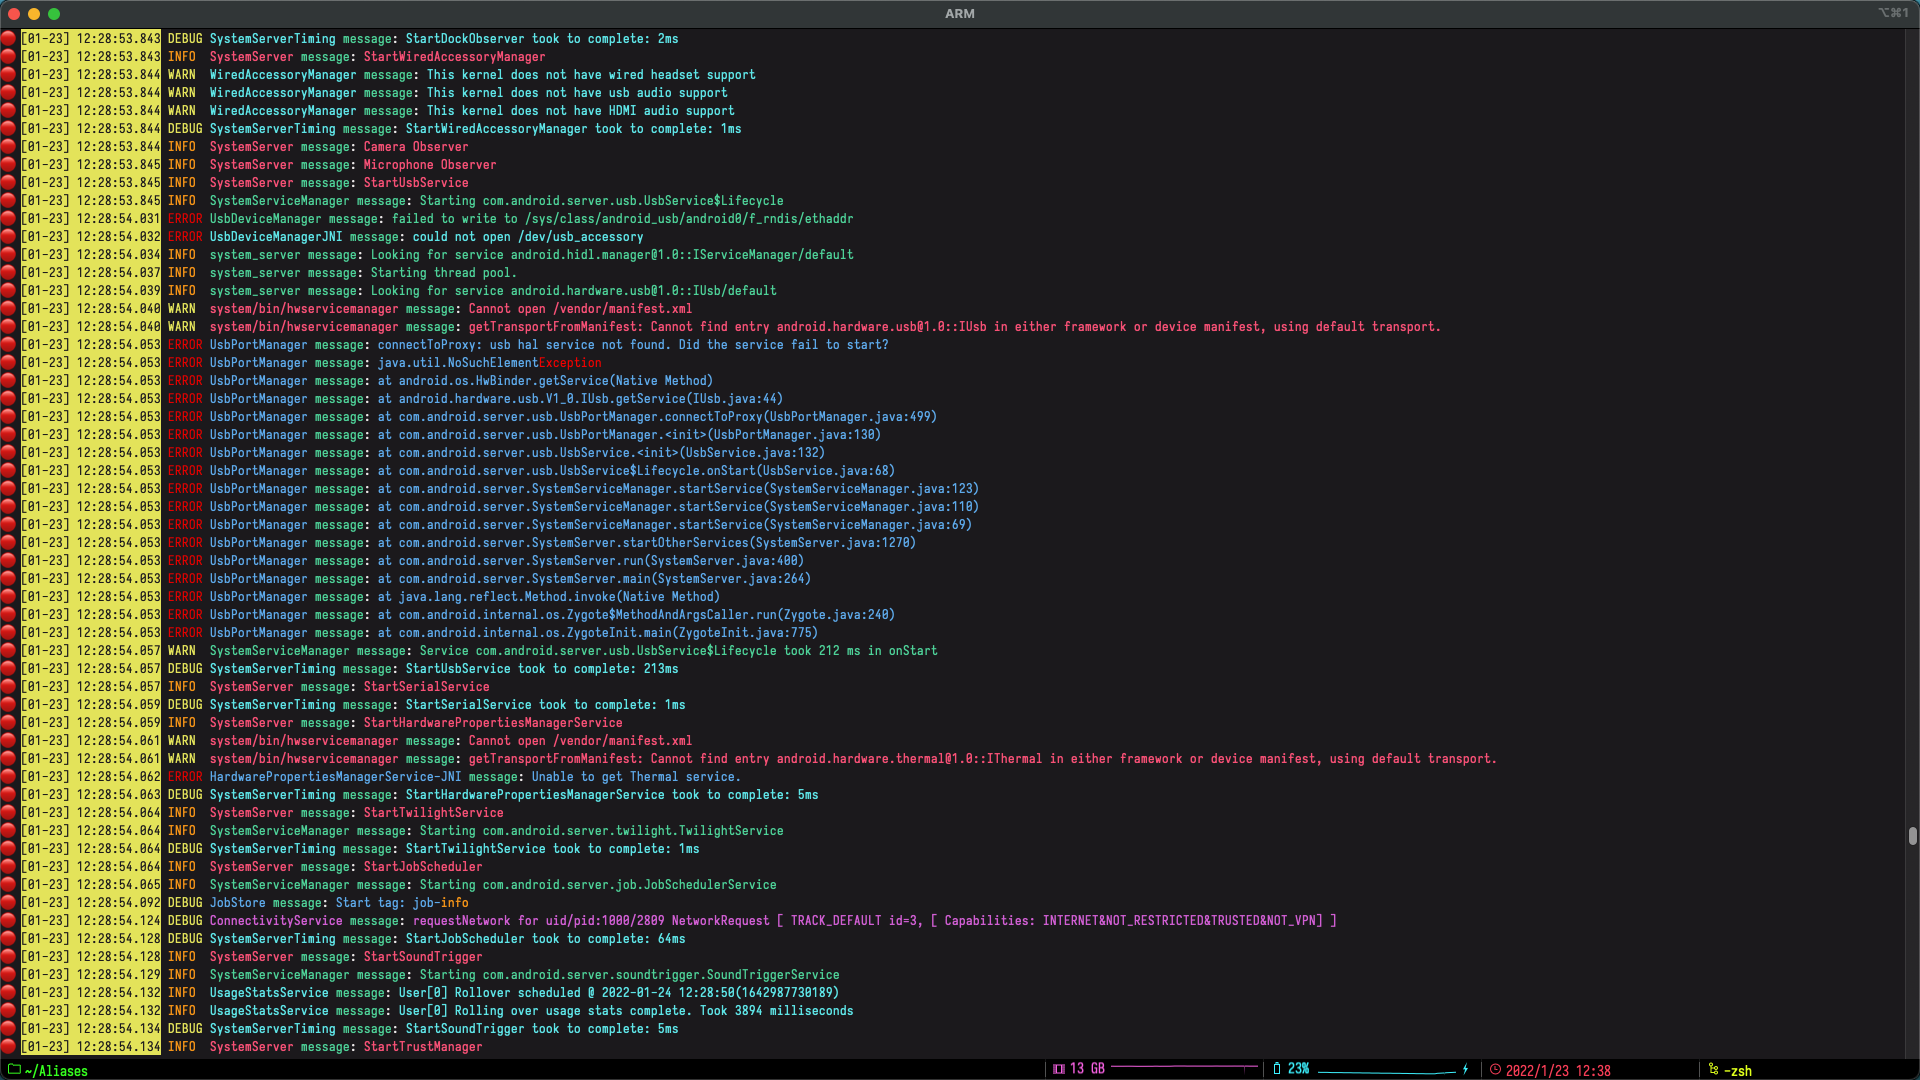 ARM
⌥⌘1
[01-23] 12:28:53.843 DEBUG SystemServerTiming message: StartDockObserver took to complete: 2ms
[01-23] 12:28:53.843 INFO SystemServer message: StartWiredAccessoryManager
[01-23] 12:28:53.844 WARN WiredAccessoryManager message: This kernel does not have wired headset support
[01-23] 12:28:53.844 WARN WiredAccessoryManager message: This kernel does not have usb audio support
[01-23] 12:28:53.844 WARN WiredAccessoryManager message: This kernel does not have HDMI audio support
[01-23] 12:28:53.844 DEBUG SystemServerTiming message: StartWiredAccessoryManager took to complete: 1ms
[01-23] 12:28:53.844 INFO SystemServer message: Camera Observer
[01-23] 12:28:53.845 INFO SystemServer message: Microphone Observer
[01-23] 12:28:53.845 INFO SystemServer message: StartUsbService
[01-23] 12:28:53.845 INFO SystemServiceManager message: Starting com.android.server.usb.UsbService$Lifecycle
[01-23] 12:28:54.031 ERROR UsbDeviceManager message: failed to write to /sys/class/android_usb/android0/f_rndis/ethaddr
[01-23] 12:28:54.032 ERROR UsbDeviceManagerJNI message: could not open /dev/usb_accessory
[01-23] 12:28:54.034 INFO system_server message: Looking for service android.hidl.manager@1.0::IServiceManager/default
[01-23] 12:28:54.037 INFO system_server message: Starting thread pool.
[01-23] 12:28:54.039 INFO system_server message: Looking for service android.hardware.usb@1.0::IUsb/default
[01-23] 12:28:54.040 WARN system/bin/hwservicemanager message: Cannot open /vendor/manifest.xml
[01-23] 12:28:54.040 WARN system/bin/hwservicemanager message: getTransportFromManifest: Cannot find entry android.hardware.usb@1.0::IUsb in either framework or device manifest, using default transport.
[01-23] 12:28:54.053 ERROR UsbPortManager message: connectToProxy: usb hal service not found. Did the service fail to start?
[01-23] 12:28:54.053 ERROR UsbPortManager message: java.util.NoSuchElementException
[01-23] 12:28:54.053 ERROR UsbPortManager message: at android.os.HwBinder.getService(Native Method)
[01-23] 12:28:54.053 ERROR UsbPortManager message: at android.hardware.usb.V1_0.IUsb.getService(IUsb.java:44)
[01-23] 12:28:54.053 ERROR UsbPortManager message: at com.android.server.usb.UsbPortManager.connectToProxy(UsbPortManager.java:499)
[01-23] 12:28:54.053 ERROR UsbPortManager message: at com.android.server.usb.UsbPortManager.<init>(UsbPortManager.java:130)
[01-23] 12:28:54.053 ERROR UsbPortManager message: at com.android.server.usb.UsbService.<init>(UsbService.java:132)
[01-23] 12:28:54.053 ERROR UsbPortManager message: at com.android.server.usb.UsbService$Lifecycle.onStart(UsbService.java:68)
[01-23] 12:28:54.053 ERROR UsbPortManager message: at com.android.server.SystemServiceManager.startService(SystemServiceManager.java:123)
[01-23] 12:28:54.053 ERROR UsbPortManager message: at com.android.server.SystemServiceManager.startService(SystemServiceManager.java:110)
[01-23] 12:28:54.053 ERROR UsbPortManager message: at com.android.server.SystemServiceManager.startService(SystemServiceManager.java:69)
[01-23] 12:28:54.053 ERROR UsbPortManager message: at com.android.server.SystemServer.startOtherServices(SystemServer.java:1270)
[01-23] 12:28:54.053 ERROR UsbPortManager message: at com.android.server.SystemServer.run(SystemServer.java:400)
[01-23] 12:28:54.053 ERROR UsbPortManager message: at com.android.server.SystemServer.main(SystemServer.java:264)
[01-23] 12:28:54.053 ERROR UsbPortManager message: at java.lang.reflect.Method.invoke(Native Method)
[01-23] 12:28:54.053 ERROR UsbPortManager message: at com.android.internal.os.Zygote$MethodAndArgsCaller.run(Zygote.java:240)
[01-23] 12:28:54.053 ERROR UsbPortManager message: at com.android.internal.os.ZygoteInit.main(ZygoteInit.java:775)
[01-23] 12:28:54.057 WARN SystemServiceManager message: Service com.android.server.usb.UsbService$Lifecycle took 212 ms in onStart
[01-23] 12:28:54.057 DEBUG SystemServerTiming message: StartUsbService took to complete: 213ms
[01-23] 12:28:54.057 INFO SystemServer message: StartSerialService
[01-23] 12:28:54.059 DEBUG SystemServerTiming message: StartSerialService took to complete: 1ms
[01-23] 12:28:54.059 INFO SystemServer message: StartHardwarePropertiesManagerService
[01-23] 12:28:54.061 WARN system/bin/hwservicemanager message: Cannot open /vendor/manifest.xml
[01-23] 12:28:54.061 WARN system/bin/hwservicemanager message: getTransportFromManifest: Cannot find entry android.hardware.thermal@1.0::IThermal in either framework or device manifest, using default transport.
[01-23] 12:28:54.062 ERROR HardwarePropertiesManagerService-JNI message: Unable to get Thermal service.
[01-23] 12:28:54.063 DEBUG SystemServerTiming message: StartHardwarePropertiesManagerService took to complete: 5ms
[01-23] 12:28:54.064 INFO SystemServer message: StartTwilightService
[01-23] 12:28:54.064 INFO SystemServiceManager message: Starting com.android.server.twilight.TwilightService
[01-23] 12:28:54.064 DEBUG SystemServerTiming message: StartTwilightService took to complete: 1ms
[01-23] 12:28:54.064 INFO SystemServer message: StartJobScheduler
[01-23] 12:28:54.065 INFO SystemServiceManager message: Starting com.android.server.job.JobSchedulerService
[01-23] 12:28:54.092 DEBUG JobStore message: Start tag: job-info
[01-23] 12:28:54.124 DEBUG ConnectivityService message: requestNetwork for uid/pid:1000/2809 NetworkRequest [ TRACK_DEFAULT id=3, [ Capabilities: INTERNET&NOT_RESTRICTED&TRUSTED&NOT_VPN] ]
[01-23] 12:28:54.128 DEBUG SystemServerTiming message: StartJobScheduler took to complete: 64ms
[01-23] 12:28:54.128 INFO SystemServer message: StartSoundTrigger
[01-23] 12:28:54.129 INFO SystemServiceManager message: Starting com.android.server.soundtrigger.SoundTriggerService
[01-23] 12:28:54.132 INFO UsageStatsService message: User[0] Rollover scheduled @ 2022-01-24 12:28:50(1642987730189)
[01-23] 12:28:54.132 INFO UsageStatsService message: User[0] Rolling over usage stats complete. Took 3894 milliseconds
[01-23] 12:28:54.134 DEBUG SystemServerTiming message: StartSoundTrigger took to complete: 5ms
[01-23] 12:28:54.134 INFO SystemServer message: StartTrustManager
~/Aliases 13 GB 23% 2022/1/23 12:38 -zsh